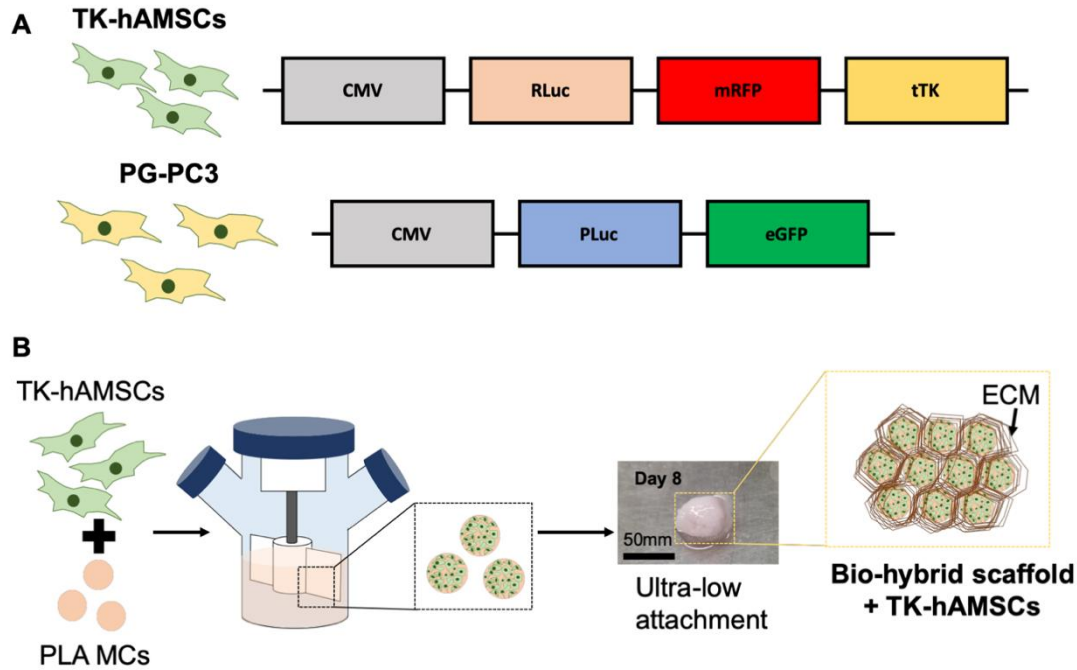 A
TK-hAMSCs
CMV
RLuc
mRFP
tTK
PG-PC3
CMV
PLuc
eGFP
B
TK-hAMSCs
PLA MCs
Day 8
50mm
Ultra-low
attachment
ECM
Bio-hybrid scaffold
+ TK-hAMSCs